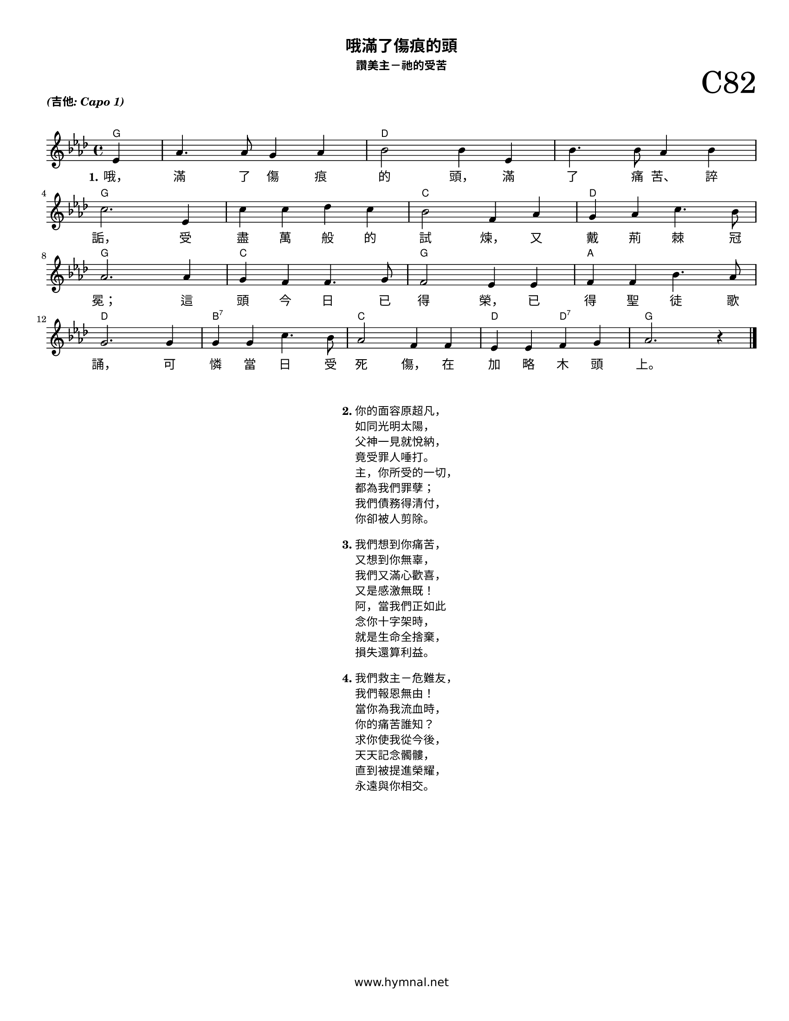 哦滿了傷痕的頭
讚美主－祂的受苦
C82
(吉他: Capo 1)
G D
1. 哦， 滿 了 傷 痕 的 頭， 滿 了 痛 苦、 誶
4 G C D
詬， 受 盡 萬 般 的 試 煉， 又 戴 荊 棘 冠
8 G C G A
冕； 這 頭 今 日 已 得 榮， 已 得 聖 徒 歌
12 D B7 C D D7 G
誦， 可 憐 當 日 受 死 傷， 在 加 略 木 頭 上。
2. 你的面容原超凡，
如同光明太陽，
父神一見就悅納，
竟受罪人唾打。
主，你所受的一切，
都為我們罪孽；
我們債務得清付，
你卻被人剪除。
3. 我們想到你痛苦，
又想到你無辜，
我們又滿心歡喜，
又是感激無既！
阿，當我們正如此
念你十字架時，
就是生命全捨棄，
損失還算利益。
4. 我們救主－危難友，
我們報恩無由！
當你為我流血時，
你的痛苦誰知？
求你使我從今後，
天天記念髑髏，
直到被提進榮耀，
永遠與你相交。
www.hymnal.net